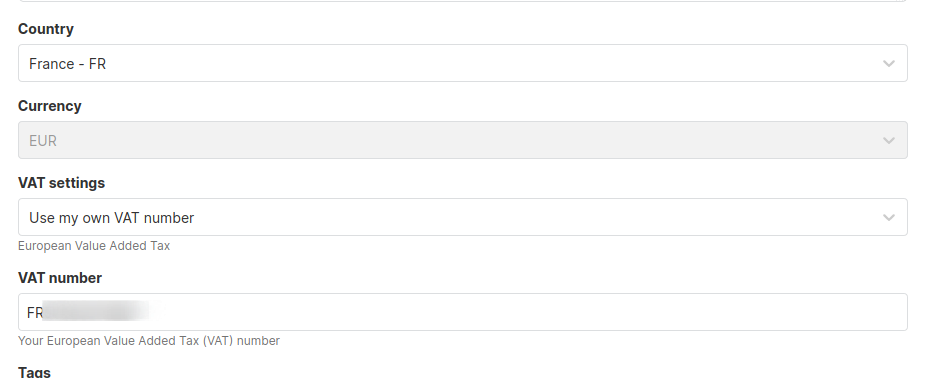 Country
France - FR
Currency
EUR
VAT settings
Use my own VAT number
European Value Added Tax
VAT number
FR
Your European Value Added Tax (VAT) number
Tags